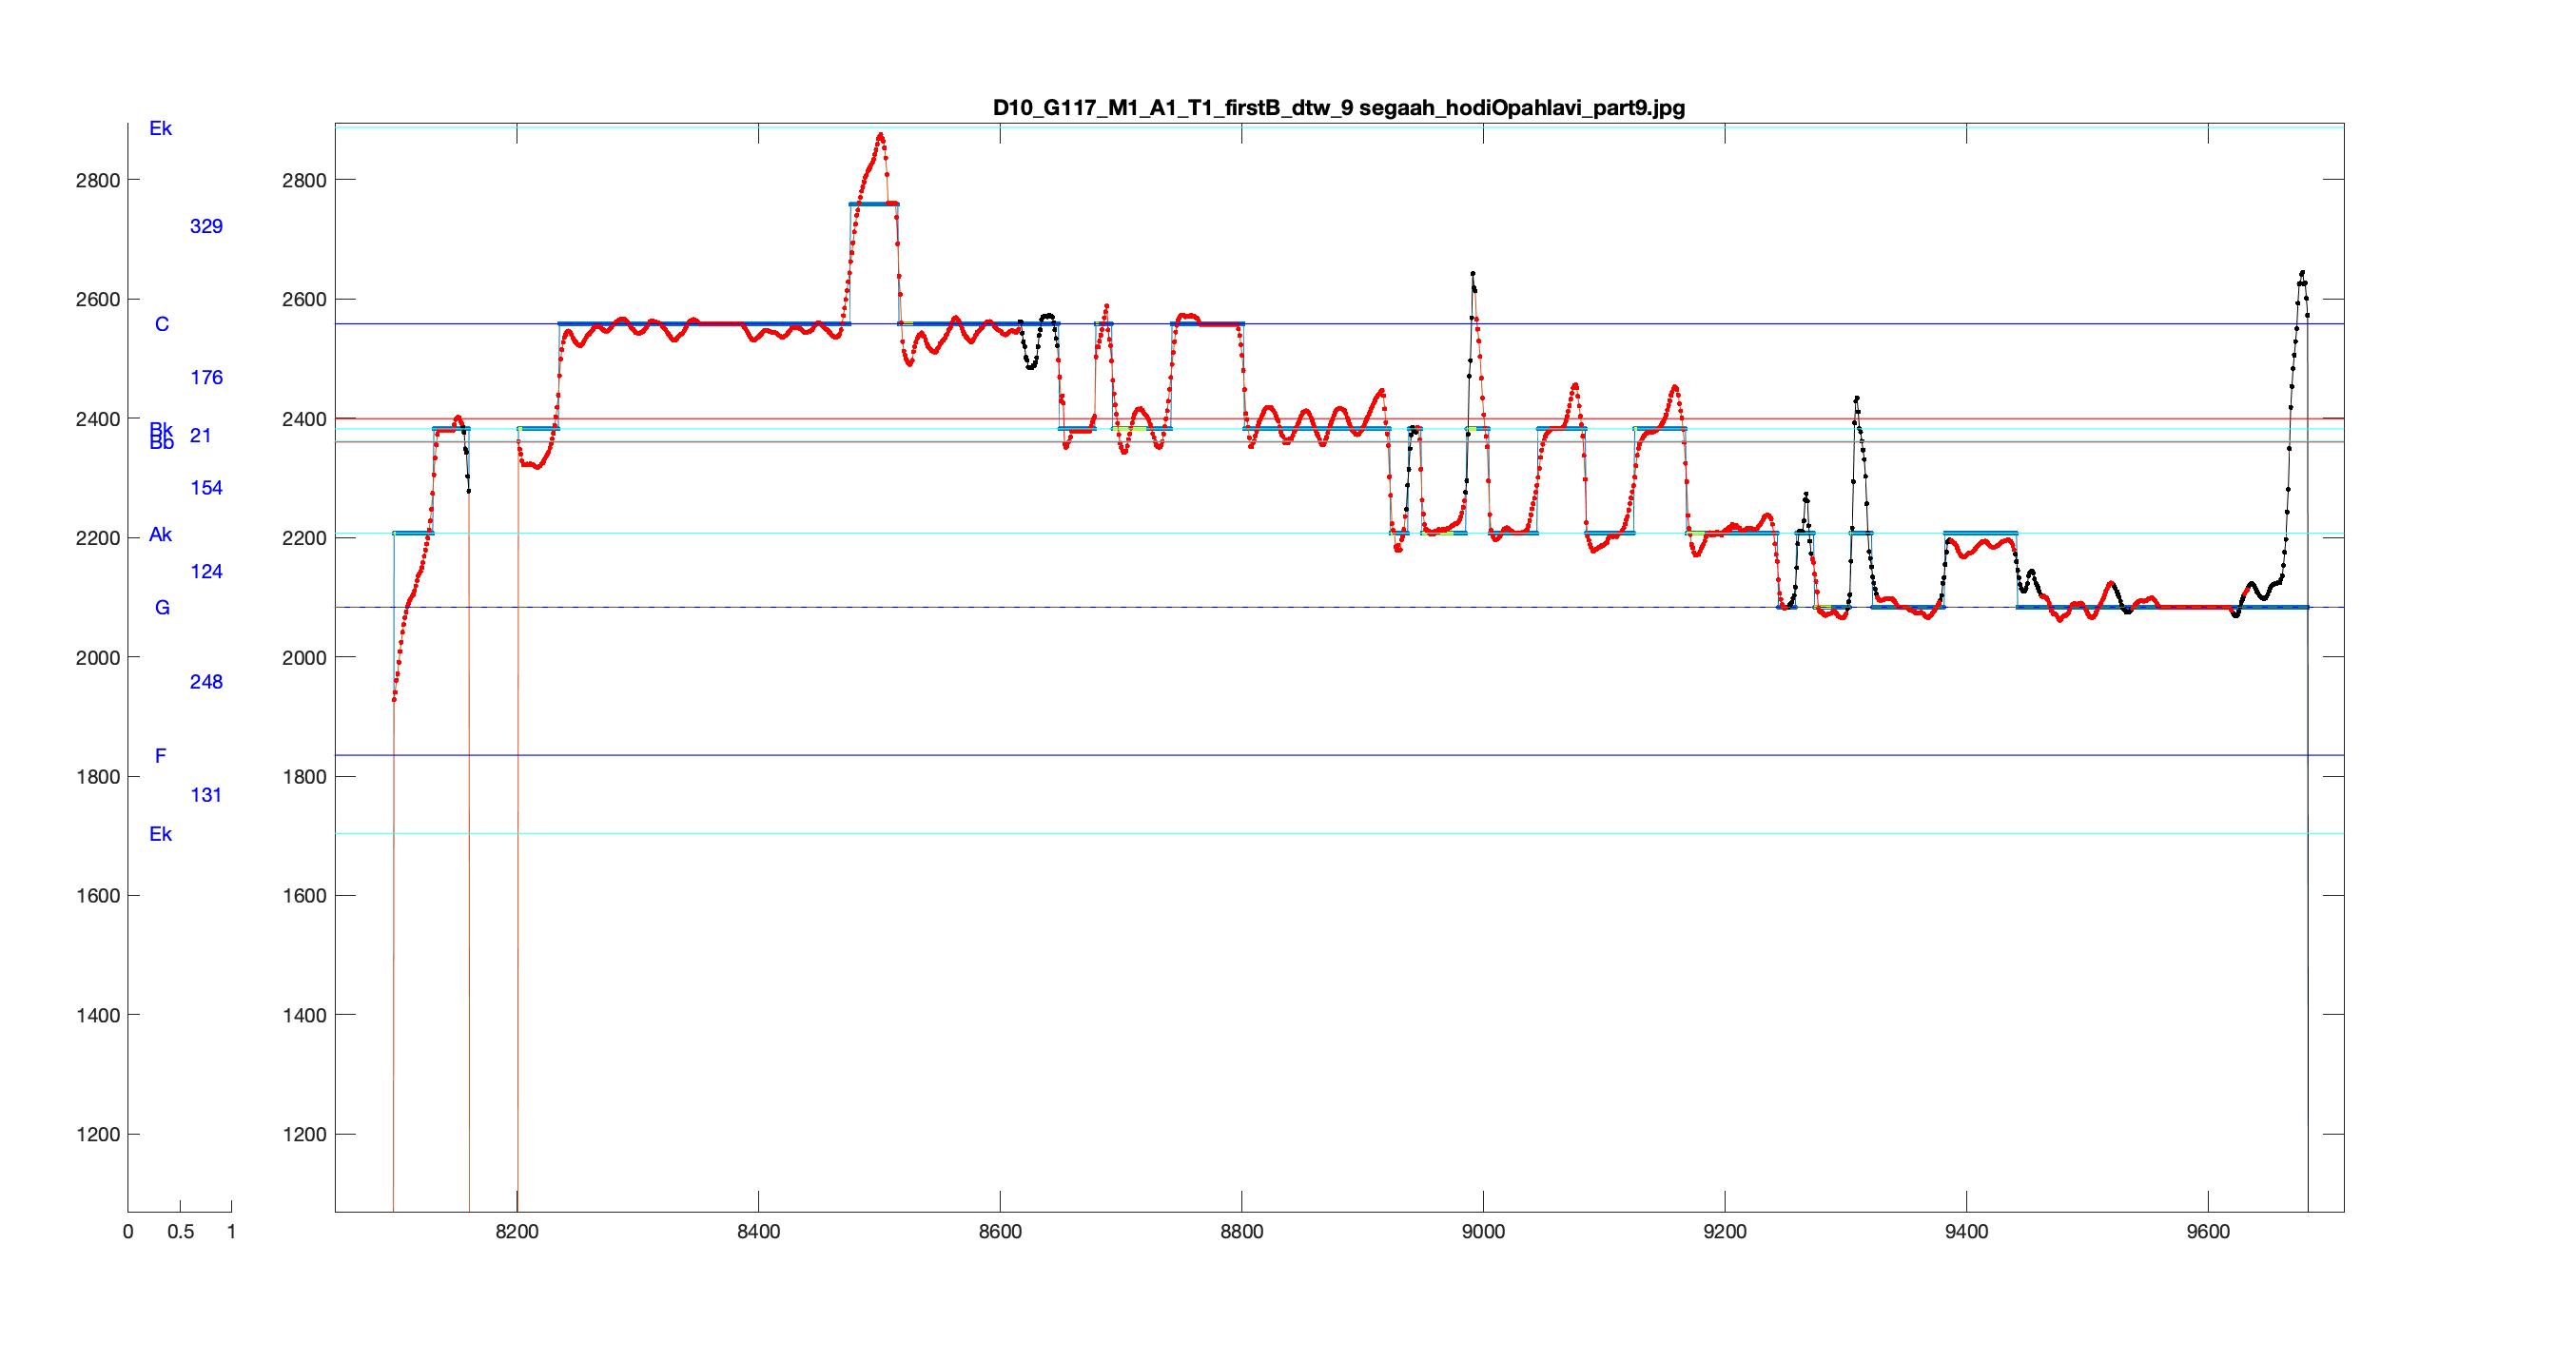 D10_G117_M1_A1_T1_firstB_dtw_9 segaah_hodiOpahlavi_part9.jpg
Ek
2800 2800
329
2600 2600
C
176
2400 2400
Bk
21
Bb
154
2200 Ak 2200
124
G
2000 2000
248
F
1800 1800
131
Ek
1600 1600
1400 1400
1200 1200
0 0.5 1 8200 8400 8600 8800 9000 9200 9400 9600